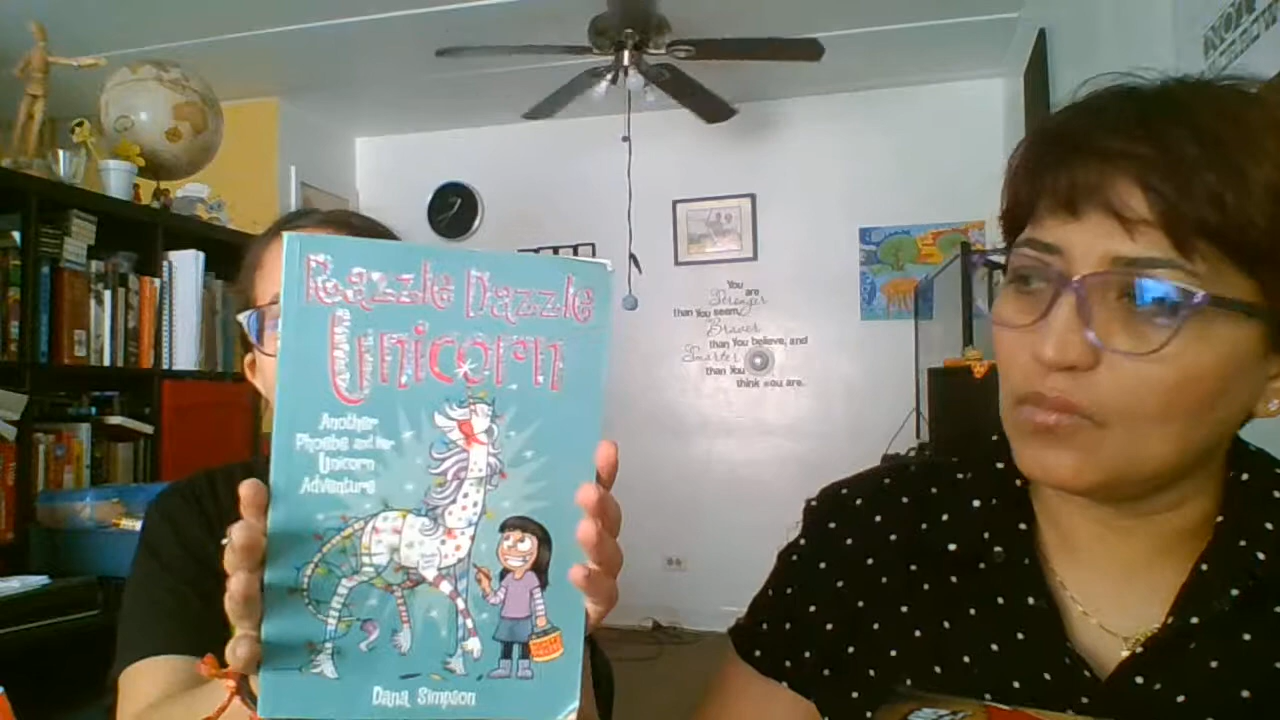 Razzle Dazzle
Unicorn
Another
Phoebe and Her
Unicorn
Adventure
Dana Simpson
You
are
Stronger
than You seem,
Braver
than You believe, and
Smarter
than You
think you are.